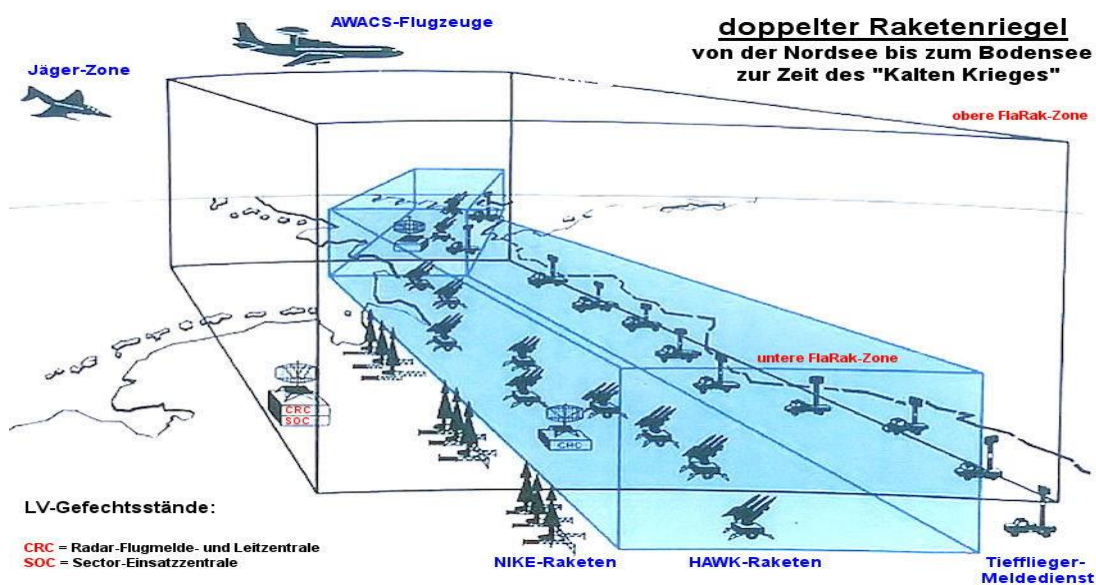 AWACS-Flugzeuge
doppelter Raketenriegel
von der Nordsee bis zum Bodensee
zur Zeit des "Kalten Krieges"
Jäger-Zone
obere FlaRak-Zone
untere FlaRak-Zone
CRC
SOC
CRC
LV-Gefechtsstände:
CRC = Radar-Flugmelde- und Leitzentrale
SOC = Sector-Einsatzzentrale
NIKE-Raketen
HAWK-Raketen
Tiefflieger-
Meldedienst